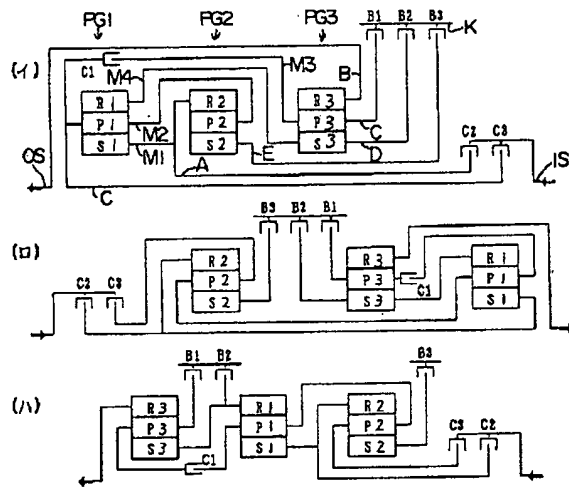 PG1 PG2 PG3 B1 B2 B3 K
(イ) C1 M4 M3 B
R1 R2 R3
P1 M2 P2 P3 C
S1 M1 S2 E S3 D C2 C3
OS A IS
C
(ロ) B3 B2 B1
R2 R3 R1
C2 C3 P2 P3 P1
S2 S3 C1 S1
(ハ) B1 B2 B3
R3 R1 R2
P3 P1 P2 C3 C2
S3 C1 S1 S2